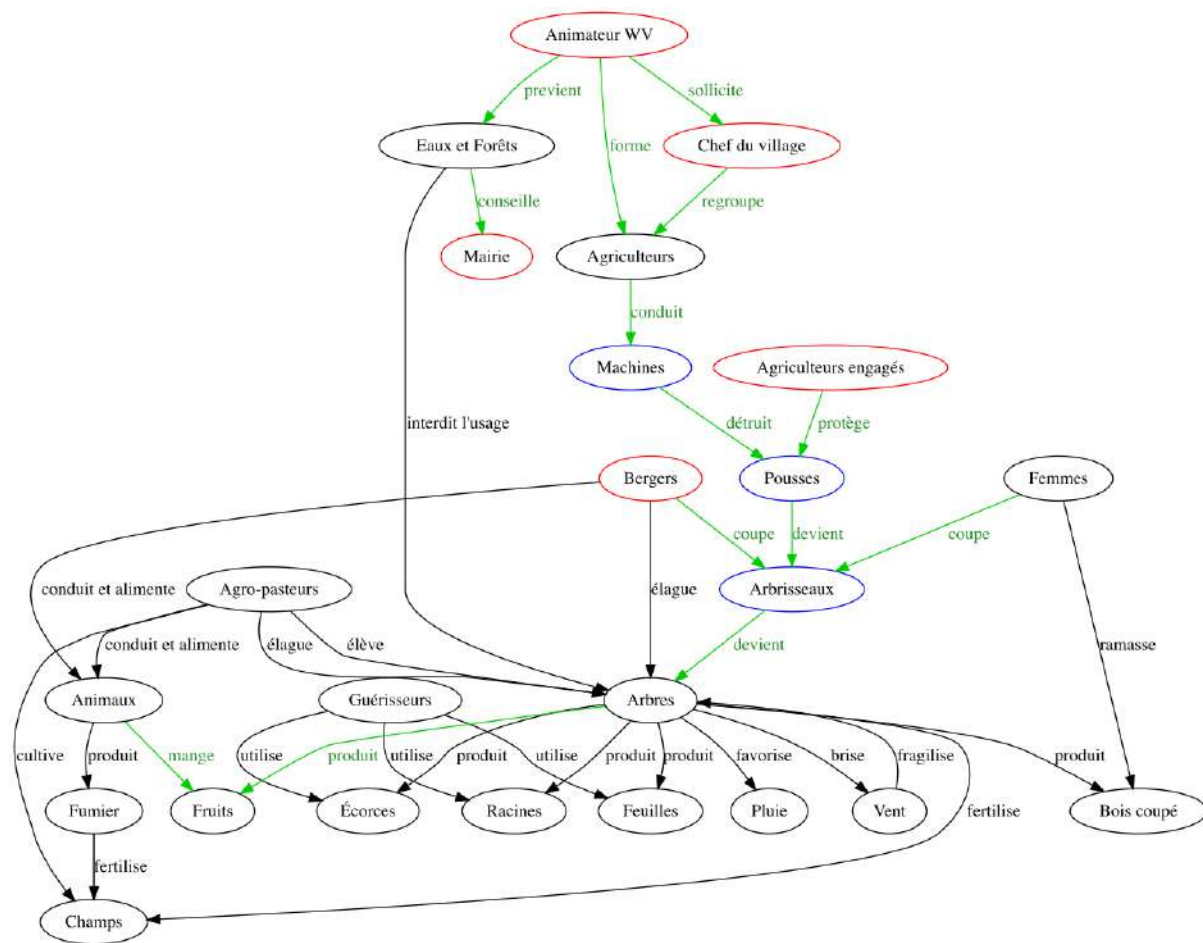 Animateur WV
previent
sollicite
Eaux et Forêts
forme
Chef du village
conseille
regroupe
Mairie
Agriculteurs
conduit
Machines
Agriculteurs engagés
interdit l'usage
détruit
protège
Bergers
Pousses
Femmes
coupe
devient
coupe
conduit et alimente
Agro-pasteurs
élague
Arbrisseaux
conduit et alimente
élague
élève
devient
ramasse
Animaux
Guérisseurs
Arbres
cultive
produit
mange
utilise
produit
utilise
produit
utilise
produit
produit
favorise
brise
fragilise
produit
Fumier
Fruits
Écorces
Racines
Feuilles
Pluie
Vent
fertilise
Bois coupé
fertilise
Champs